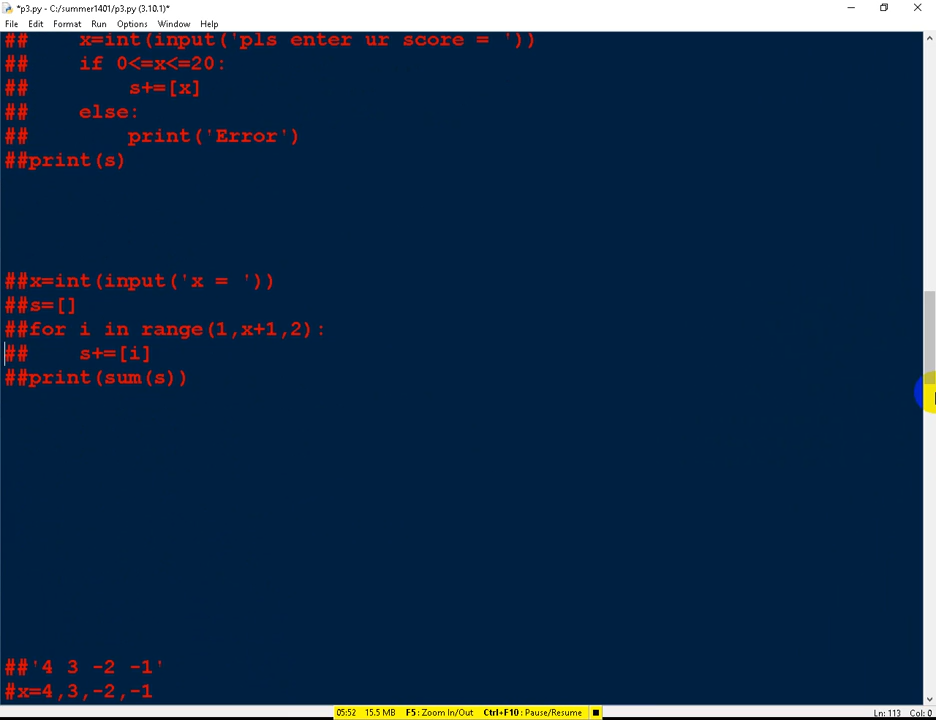 *p3.py - C:/summer1401/p3.py (3.10.1)*
File Edit Format Run Options Window Help
##      x=int(input('pls enter ur score = '))
##      if 0<=x<=20:
##            s+=[x]
##      else:
##            print('Error')
##print(s)
##x=int(input('x = '))
##s=[]
##for i in range(1,x+1,2):
##      s+=[i]
##print(sum(s))
##'4 3 -2 -1'
#x=4,3,-2,-1
05:52 15.5 MB F5: Zoom In/Out Ctrl+F10: Pause/Resume
Ln: 113 Col: 0